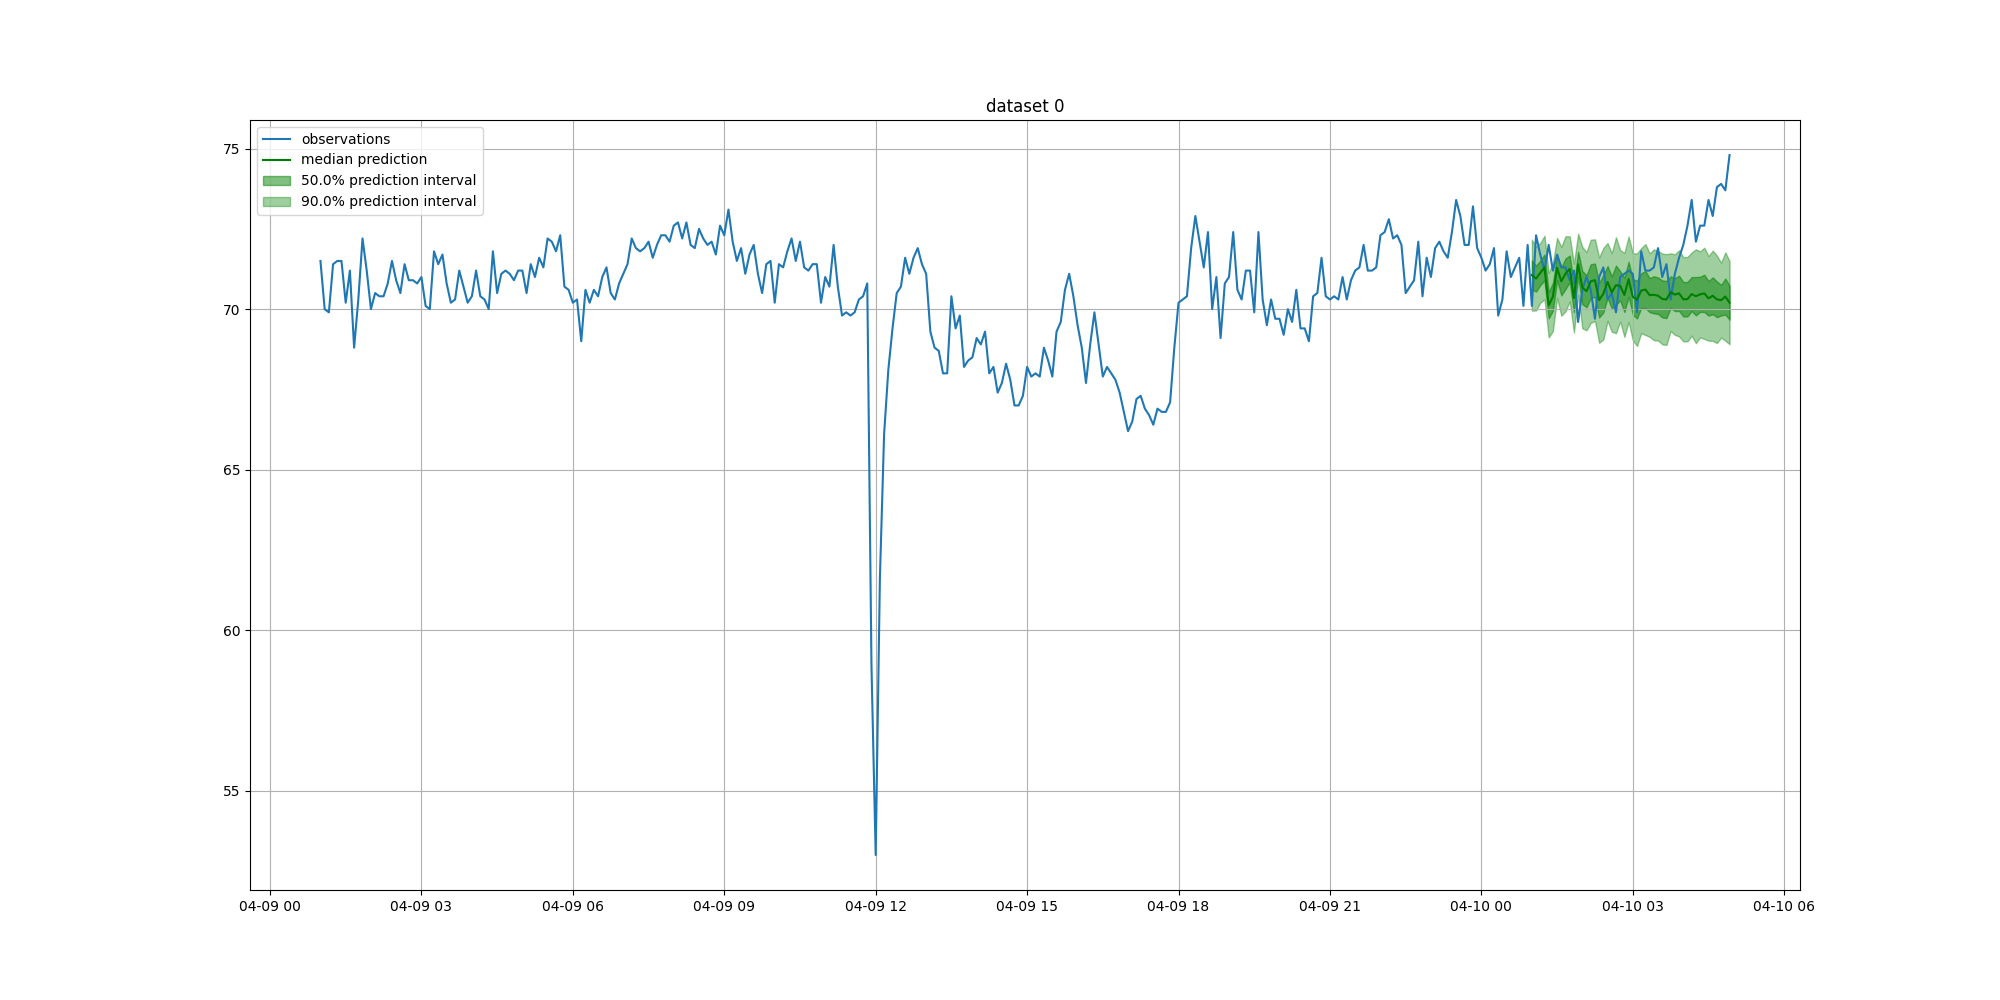 dataset 0
observations
median prediction
50.0% prediction interval
90.0% prediction interval
75
70
65
60
55
04-09 00 04-09 03 04-09 06 04-09 09 04-09 12 04-09 15 04-09 18 04-09 21 04-10 00 04-10 03 04-10 06